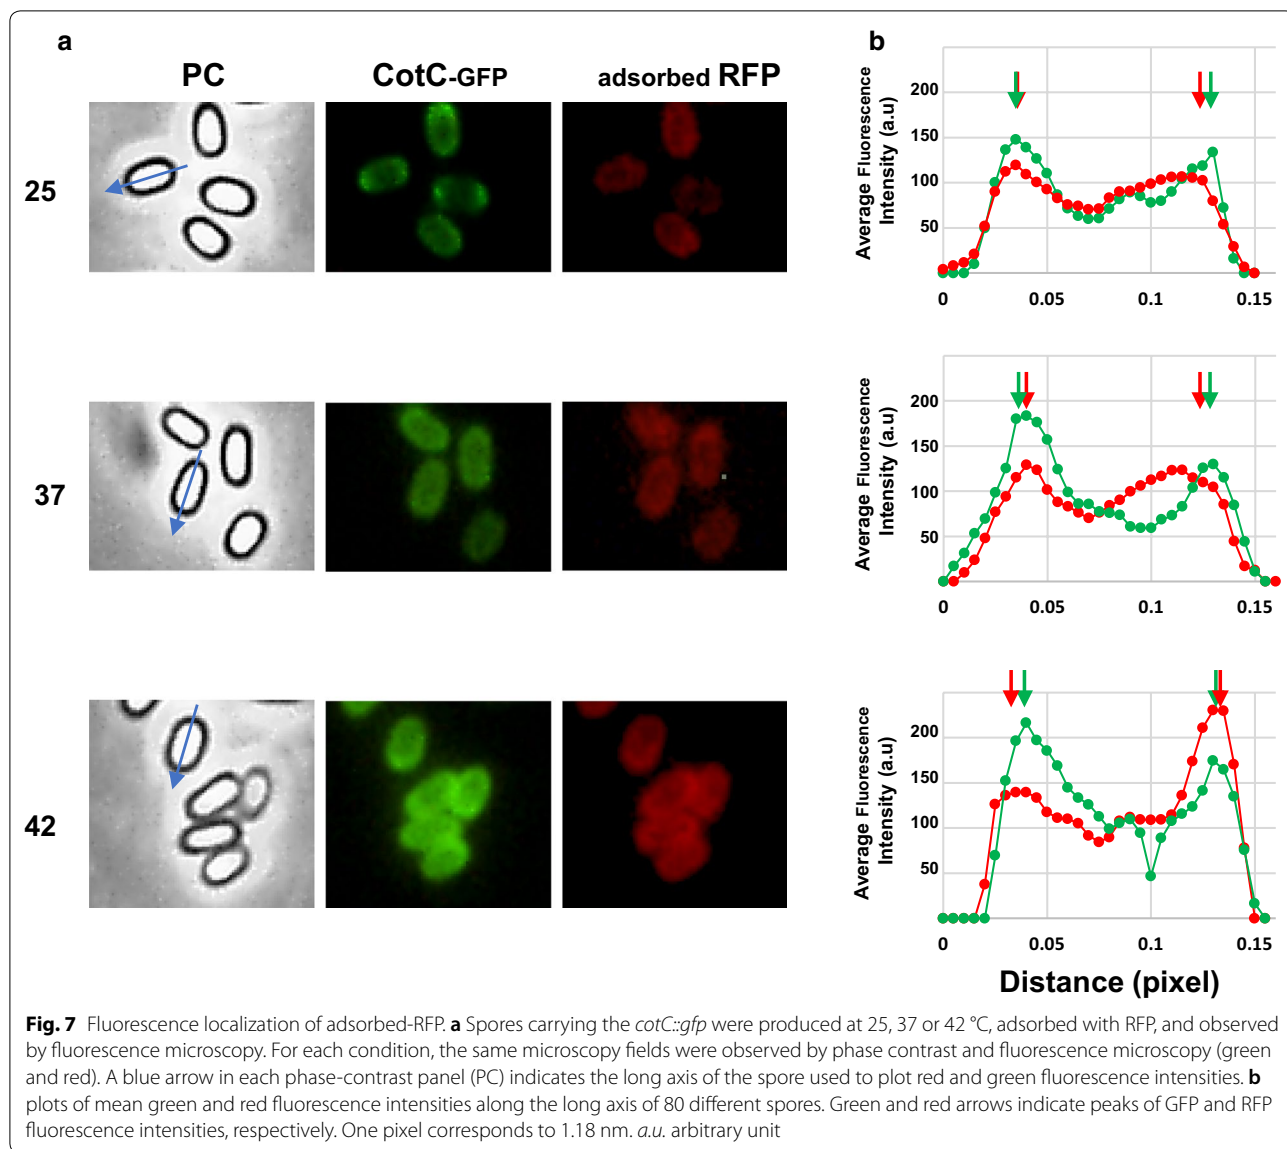 a
PC
CotC-GFP
adsorbed RFP
25
37
42
b
Average Fluorescence
Intensity (a.u)
200
150
100
50
0
0.05
0.1
0.15
Average Fluorescence
Intensity (a.u)
200
150
100
50
0
0.05
0.1
0.15
Average Fluorescence
Intensity (a.u)
200
150
100
50
0
0.05
0.1
0.15
Distance (pixel)
Fig. 7 Fluorescence localization of adsorbed-RFP. a Spores carrying the cotC::gfp were produced at 25, 37 or 42 °C, adsorbed with RFP, and observed
by fluorescence microscopy. For each condition, the same microscopy fields were observed by phase contrast and fluorescence microscopy (green
and red). A blue arrow in each phase-contrast panel (PC) indicates the long axis of the spore used to plot red and green fluorescence intensities. b
plots of mean green and red fluorescence intensities along the long axis of 80 different spores. Green and red arrows indicate peaks of GFP and RFP
fluorescence intensities, respectively. One pixel corresponds to 1.18 nm. a.u. arbitrary unit